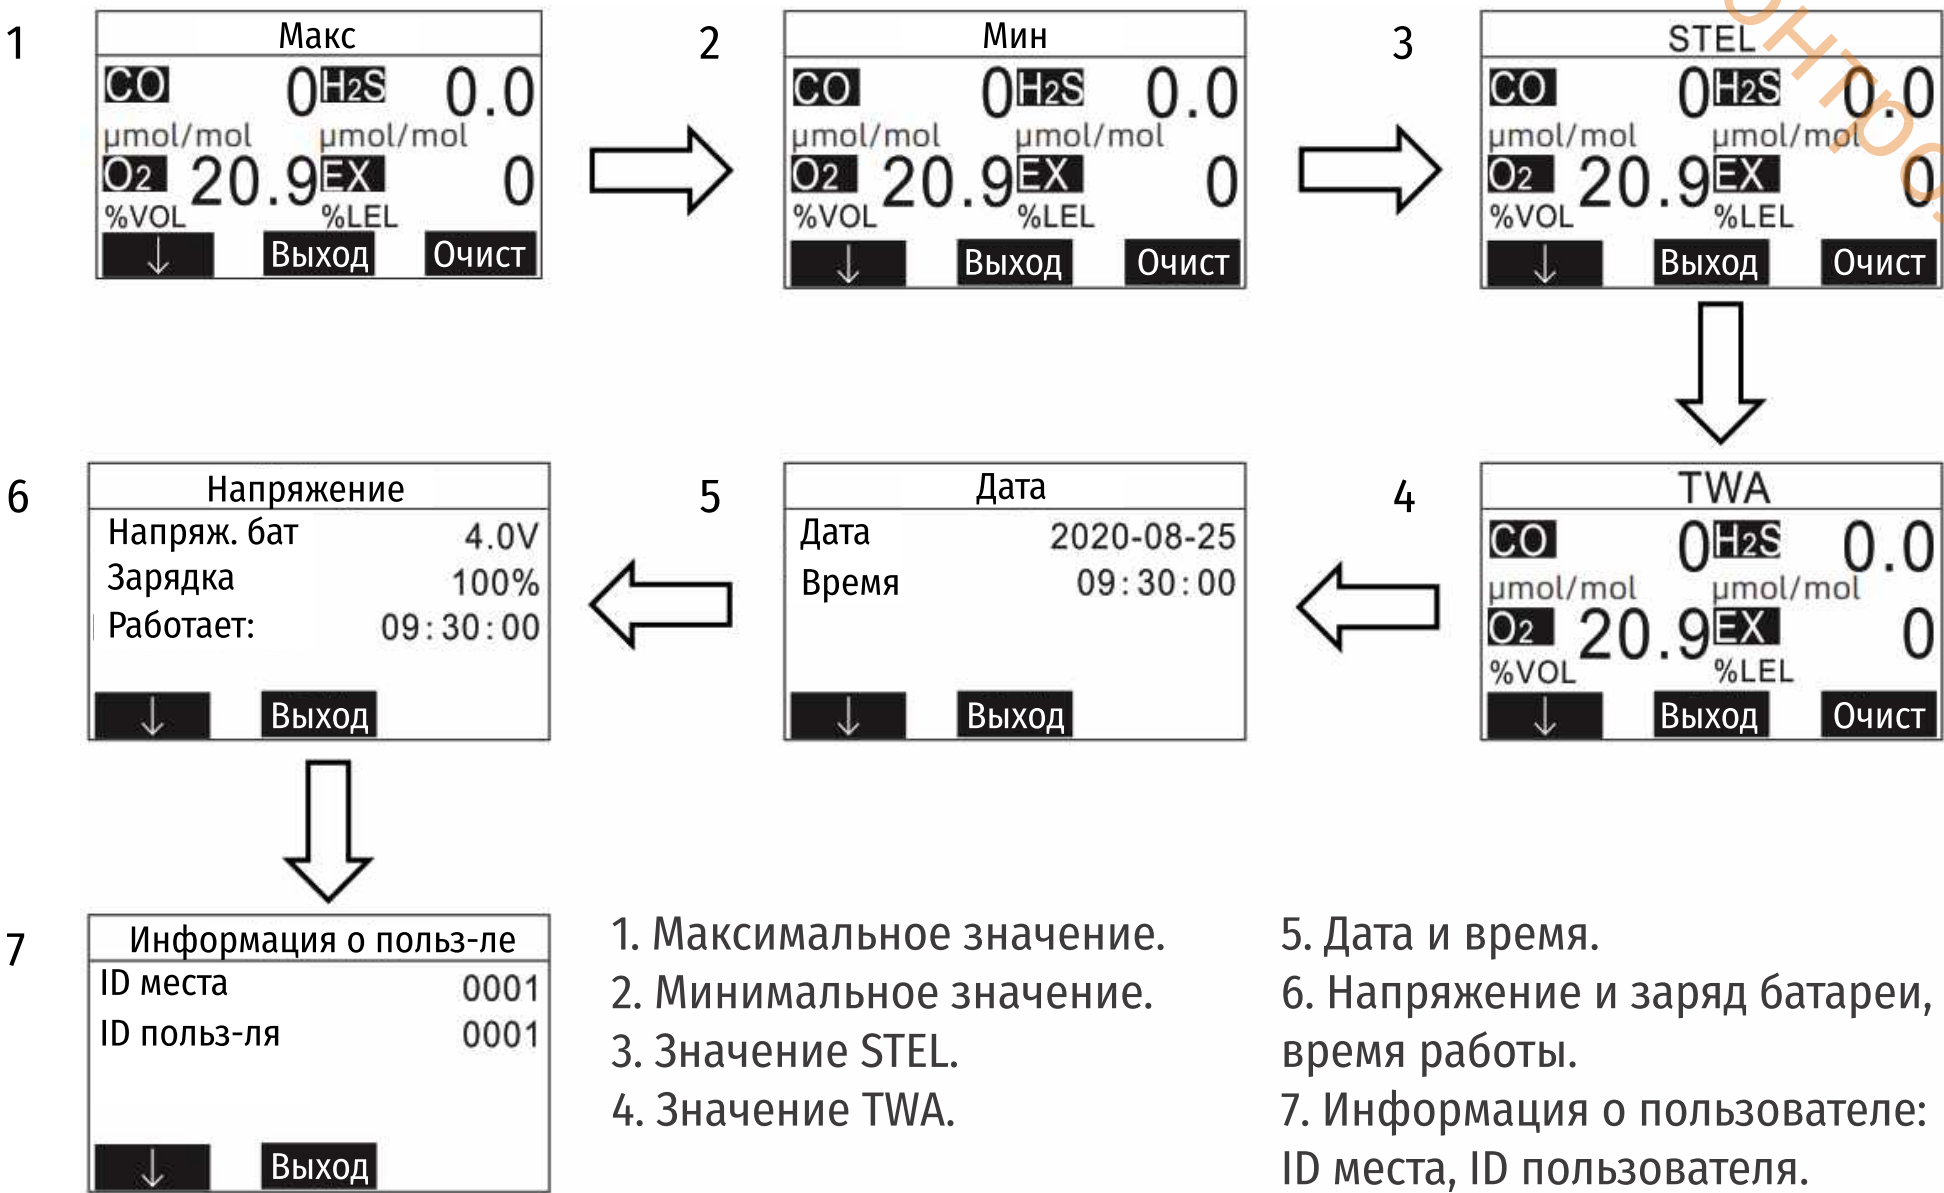 1
Макс
CO 0 H2S 0.0
µmol/mol µmol/mol
O2 20.9 EX 0
%VOL %LEL
↓ Выход Очист
2
Мин
CO 0 H2S 0.0
µmol/mol µmol/mol
O2 20.9 EX 0
%VOL %LEL
↓ Выход Очист
3
STEL
CO 0 H2S 0.0
µmol/mol µmol/mol
O2 20.9 EX 0
%VOL %LEL
↓ Выход Очист
4
TWA
CO 0 H2S 0.0
µmol/mol µmol/mol
O2 20.9 EX 0
%VOL %LEL
↓ Выход Очист
5
Дата
Дата 2020-08-25
Время 09:30:00
↓ Выход
6
Напряжение
Напряж. бат 4.0V
Зарядка 100%
Работает: 09:30:00
↓ Выход
7
Информация о польз-ле
ID места 0001
ID польз-ля 0001
↓ Выход
1. Максимальное значение.
2. Минимальное значение.
3. Значение STEL.
4. Значение TWA.
5. Дата и время.
6. Напряжение и заряд батареи,
время работы.
7. Информация о пользователе:
ID места, ID пользователя.